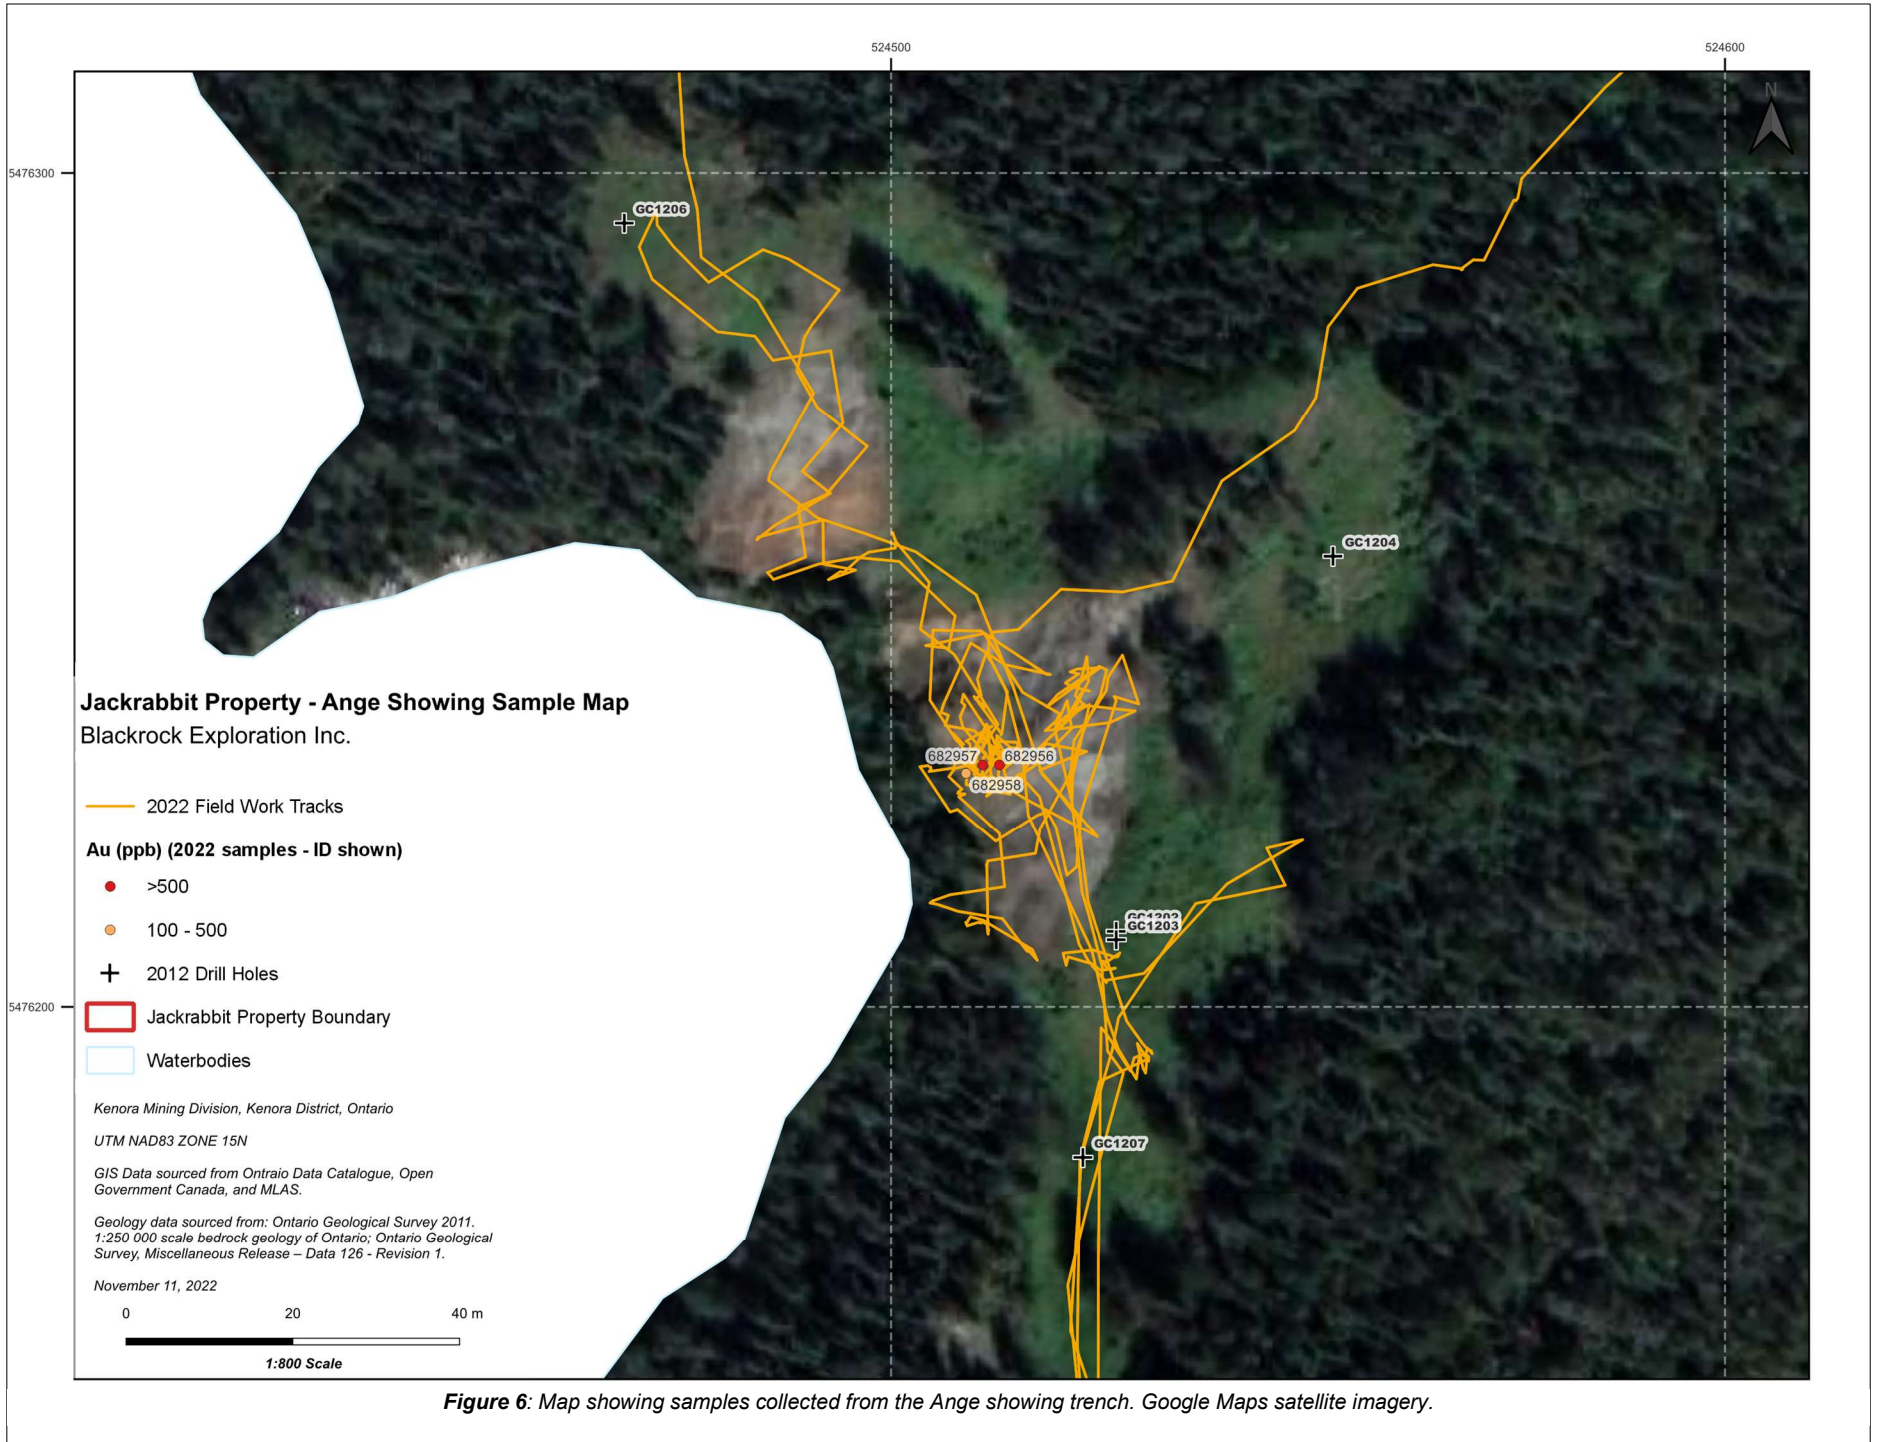 524500
524600
N
5476300
GC1206
GC1204
Jackrabbit Property - Ange Showing Sample Map
Blackrock Exploration Inc.
682957
682956
682958
2022 Field Work Tracks
Au (ppb) (2022 samples - ID shown)
>500
100 - 500
GC1202
GC1203
2012 Drill Holes
5476200
Jackrabbit Property Boundary
Waterbodies
Kenora Mining Division, Kenora District, Ontario
UTM NAD83 ZONE 15N
GC1207
GIS Data sourced from Ontraio Data Catalogue, Open
Government Canada, and MLAS.
Geology data sourced from: Ontario Geological Survey 2011.
1:250 000 scale bedrock geology of Ontario; Ontario Geological
Survey, Miscellaneous Release – Data 126 - Revision 1.
November 11, 2022
0 20 40 m
1:800 Scale
Figure 6: Map showing samples collected from the Ange showing trench. Google Maps satellite imagery.